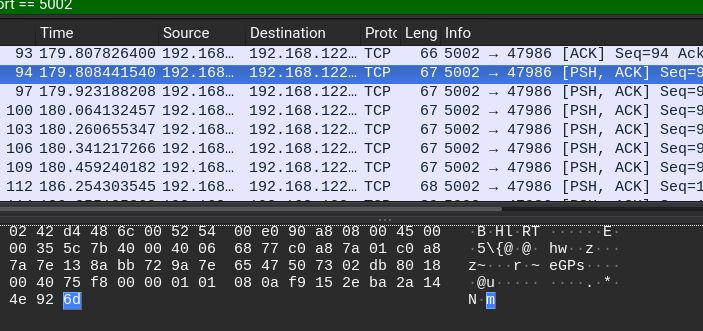 ort == 5002
Time Source Destination Protc Leng Info
93 179.807826400 192.168… 192.168.122… TCP 66 5002 → 47986 [ACK] Seq=94 Ack
94 179.808441540 192.168… 192.168.122… TCP 67 5002 → 47986 [PSH, ACK] Seq=9
97 179.923188208 192.168… 192.168.122… TCP 67 5002 → 47986 [PSH, ACK] Seq=9
100 180.064132457 192.168… 192.168.122… TCP 67 5002 → 47986 [PSH, ACK] Seq=9
103 180.260655347 192.168… 192.168.122… TCP 67 5002 → 47986 [PSH, ACK] Seq=9
106 180.341217266 192.168… 192.168.122… TCP 67 5002 → 47986 [PSH, ACK] Seq=9
109 180.459240182 192.168… 192.168.122… TCP 67 5002 → 47986 [PSH, ACK] Seq=9
112 186.254303545 192.168… 192.168.122… TCP 68 5002 → 47986 [PSH, ACK] Seq=1
02 42 d4 48 6c 00 52 54 00 e0 90 a8 08 00 45 00 ·B·Hl·RT ······E·
00 35 5c 7b 40 00 40 06 68 77 c0 a8 7a 01 c0 a8 ·5\{@·@· hw··z···
7a 7e 13 8a bb 72 9a 7e 65 47 50 73 02 db 80 18 z~···r·~ eGPs····
00 40 75 f8 00 00 01 01 08 0a f9 15 2e ba 2a 14 ·@u····· ····.·*·
4e 92 6d N·m